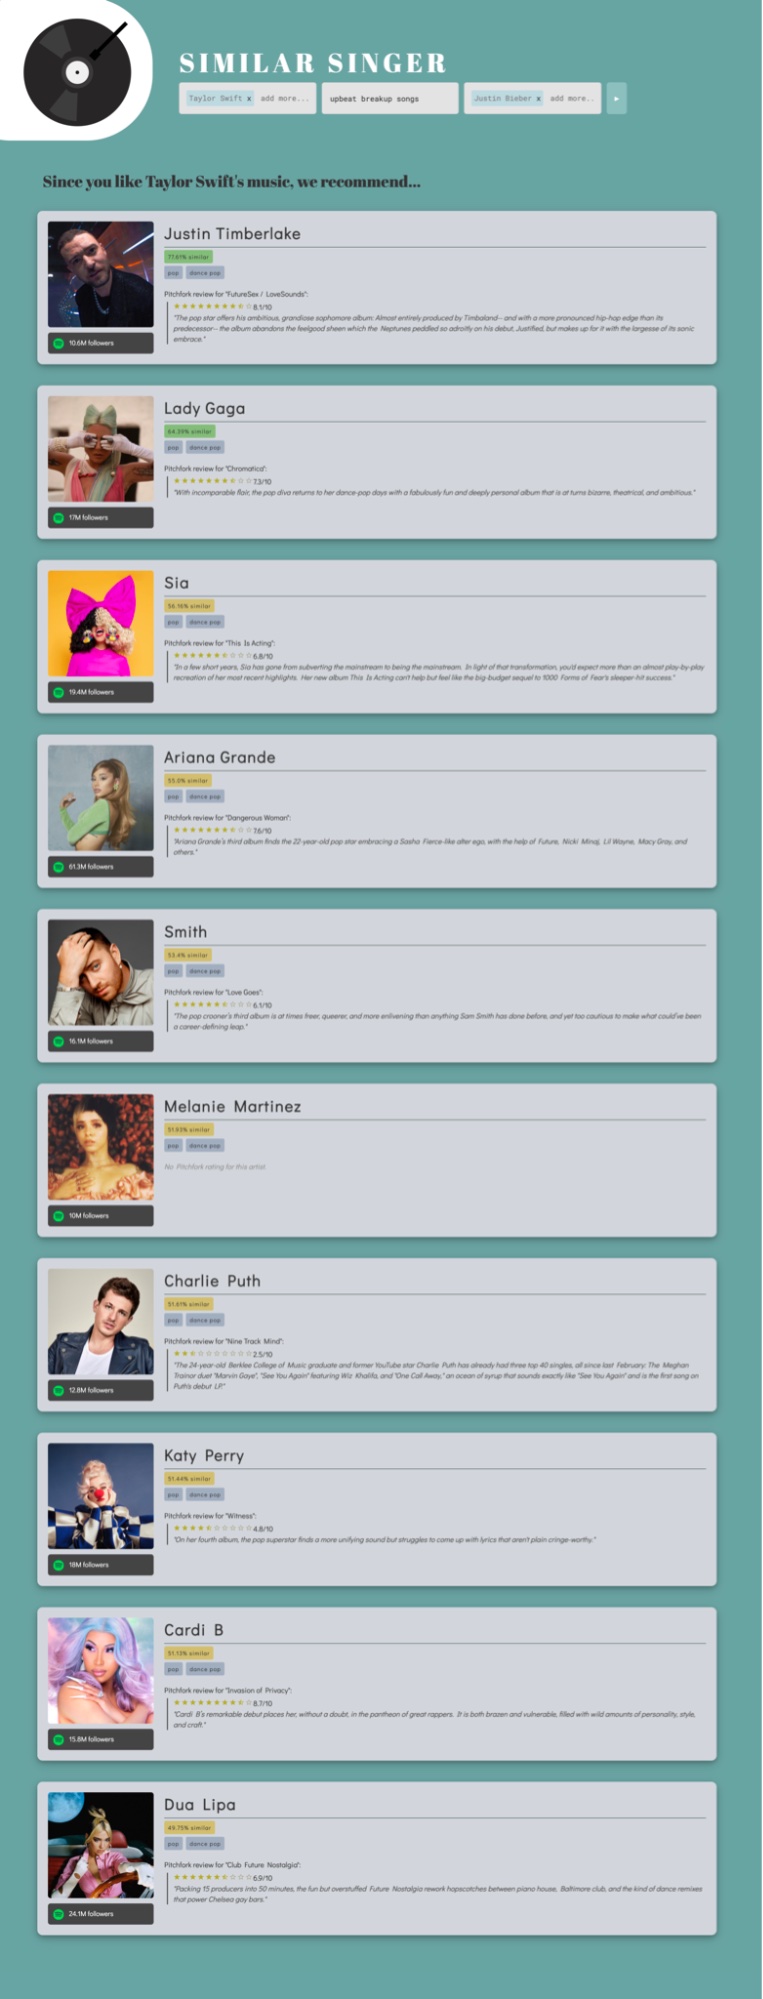 SIMILAR SINGER
Taylor Swift x add more... upbeat breakup songs Justin Bieber x add more.. ▶
Since you like Taylor Swift's music, we recommend...
Justin Timberlake
71.61% similar
pop dance pop
Pitchfork review for "FutureSex / LoveSounds":
★★★★★★★★☆ 8.1/10
"The pop star offers his ambitious, grandiose sophomore album: Almost entirely produced by Timbaland-- and with a more pronounced hip-hop edge than its
predecessor-- the album abandons the feelgood sheen which the Neptunes peddled so adroitly on his debut, Justified, but makes up for it with the largesse of its sonic
embrace."
10.6M followers
Lady Gaga
64.39% similar
pop dance pop
Pitchfork review for "Chromatica":
7.3/10
"With incomparable flair, the pop diva returns to her dance-pop days with a fabulously fun and deeply personal album that is at turns bizarre, theatrical, and ambitious."
17M followers
Sia
56.16% similar
pop dance pop
Pitchfork review for "This Is Acting":
6.8/10
"In a few short years, Sia has gone from subverting the mainstream to being the mainstream. In light of that transformation, you'd expect more than an almost play-by-play
recreation of her most recent highlights. Her new album This Is Acting can't help but feel like the big-budget sequel to 1000 Forms of Fear's sleeper-hit success."
19.4M followers
Ariana Grande
55.0% similar
pop dance pop
Pitchfork review for "Dangerous Woman":
7.6/10
"Ariana Grande's third album finds the 22-year-old pop star embracing a Sasha Fierce-like alter ego, with the help of Future, Nicki Minaj, Lil Wayne, Macy Gray, and
others."
61.3M followers
Smith
53.4% similar
pop dance pop
Pitchfork review for "Love Goes":
6.1/10
"The pop crooner's third album is at times freer, queerer, and more enlivening than anything Sam Smith has done before, and yet too cautious to make what could've been
a career-defining leap."
16.1M followers
Melanie Martinez
51.63% similar
pop dance pop
No Pitchfork rating for this artist.
10M followers
Charlie Puth
51.61% similar
pop dance pop
Pitchfork review for "Nine Track Mind":
2.5/10
"The 24-year-old Berklee College of Music graduate and former YouTube star Charlie Puth has already had three top 40 singles, all since last February: The Meghan
Trainor duet "Marvin Gaye", "See You Again" featuring Wiz Khalifa, and "One Call Away," an ocean of syrup that sounds exactly like "See You Again" and is the first song on
Puth's debut LP."
12.8M followers
Katy Perry
51.44% similar
pop dance pop
Pitchfork review for "Witness":
4.8/10
"On her fourth album, the pop superstar finds a more unifying sound but struggles to come up with lyrics that aren't plain cringe-worthy."
18M followers
Cardi B
51.13% similar
pop dance pop
Pitchfork review for "Invasion of Privacy":
8.7/10
"Cardi B's remarkable debut places her, without a doubt, in the pantheon of great rappers. It is both brazen and vulnerable, filled with wild amounts of personality, style,
and craft."
15.8M followers
Dua Lipa
49.75% similar
pop dance pop
Pitchfork review for "Club Future Nostalgia":
6.9/10
"Packing 15 producers into 50 minutes, the fun but overstuffed Future Nostalgia rework hopscotches between piano house, Baltimore club, and the kind of dance remixes
that power Chelsea gay bars."
24.1M followers